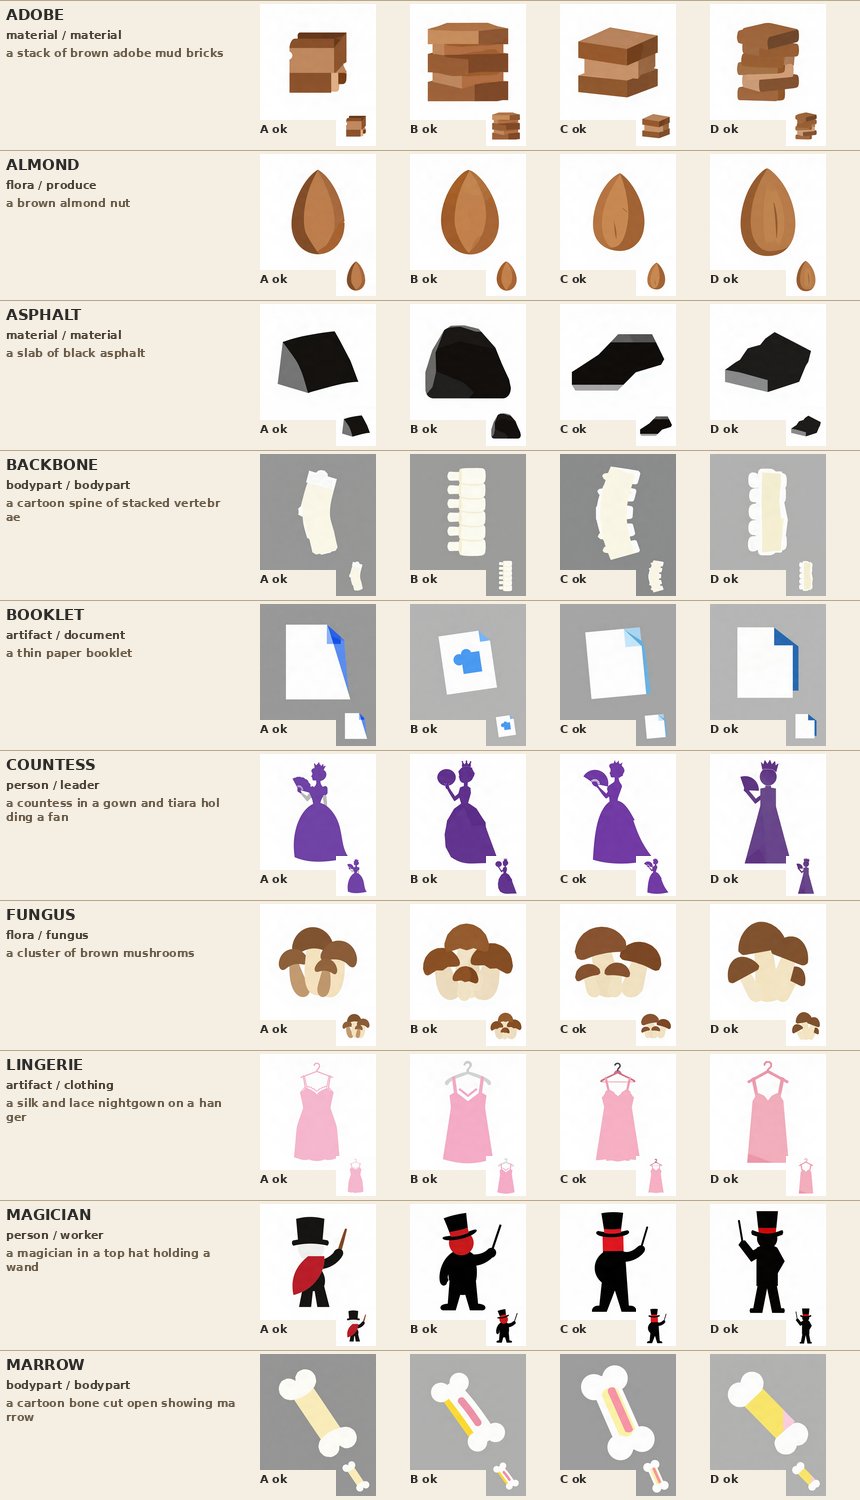 ADOBE
material / material
a stack of brown adobe mud bricks
A ok
B ok
C ok
D ok
ALMOND
flora / produce
a brown almond nut
A ok
B ok
C ok
D ok
ASPHALT
material / material
a slab of black asphalt
A ok
B ok
C ok
D ok
BACKBONE
bodypart / bodypart
a cartoon spine of stacked vertebr
ae
A ok
B ok
C ok
D ok
BOOKLET
artifact / document
a thin paper booklet
A ok
B ok
C ok
D ok
COUNTESS
person / leader
a countess in a gown and tiara hol
ding a fan
A ok
B ok
C ok
D ok
FUNGUS
flora / fungus
a cluster of brown mushrooms
A ok
B ok
C ok
D ok
LINGERIE
artifact / clothing
a silk and lace nightgown on a han
ger
A ok
B ok
C ok
D ok
MAGICIAN
person / worker
a magician in a top hat holding a
wand
A ok
B ok
C ok
D ok
MARROW
bodypart / bodypart
a cartoon bone cut open showing ma
rrow
A ok
B ok
C ok
D ok